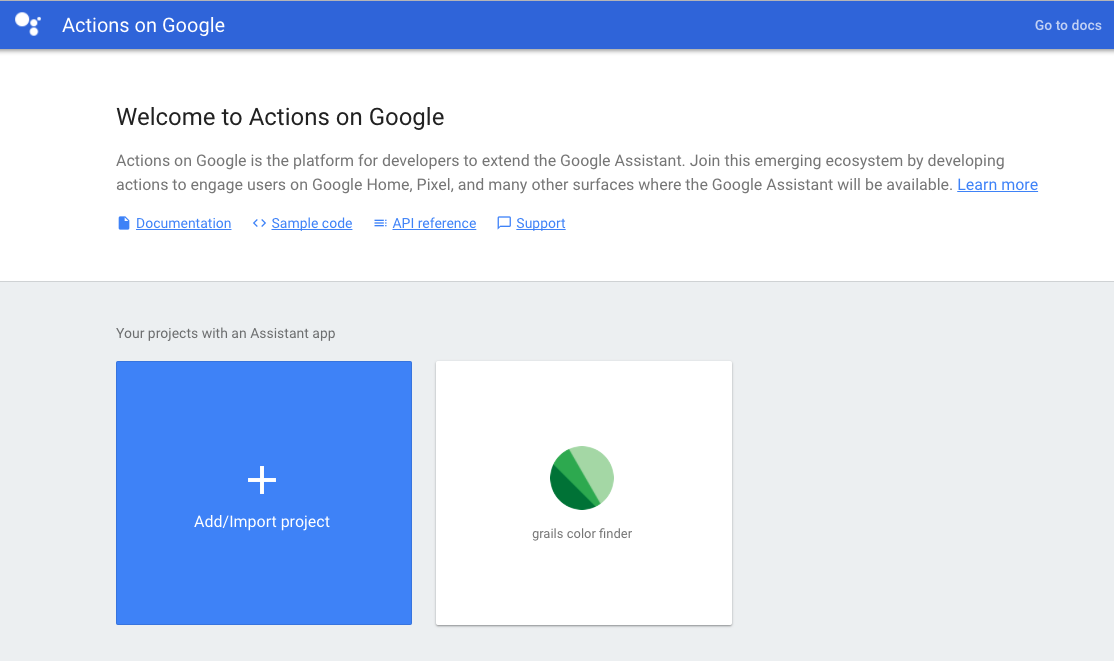 Actions on Google
Go to docs
Welcome to Actions on Google
Actions on Google is the platform for developers to extend the Google Assistant. Join this emerging ecosystem by developing
actions to engage users on Google Home, Pixel, and many other surfaces where the Google Assistant will be available. Learn more
Documentation
Sample code
API reference
Support
Your projects with an Assistant app
Add/Import project
grails color finder